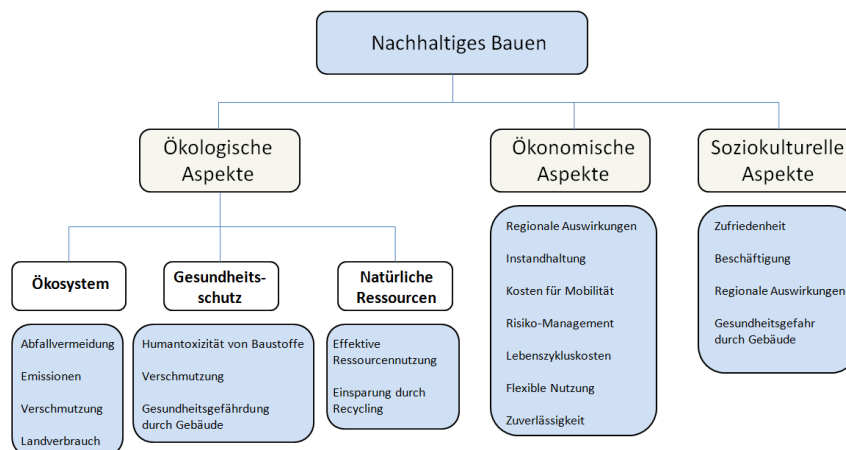 Nachhaltiges Bauen
Ökologische
Aspekte
Ökonomische
Aspekte
Soziokulturelle
Aspekte
Ökosystem
Gesundheits-
schutz
Natürliche
Ressourcen
Abfallvermeidung
Emissionen
Verschmutzung
Landverbrauch
Humantoxizität von Baustoffe
Verschmutzung
Gesundheitsgefährdung
durch Gebäude
Effektive
Ressourcennutzung
Einsparung durch
Recycling
Regionale Auswirkungen
Instandhaltung
Kosten für Mobilität
Risiko-Management
Lebenszykluskosten
Flexible Nutzung
Zuverlässigkeit
Zufriedenheit
Beschäftigung
Regionale Auswirkungen
Gesundheitsgefahr
durch Gebäude